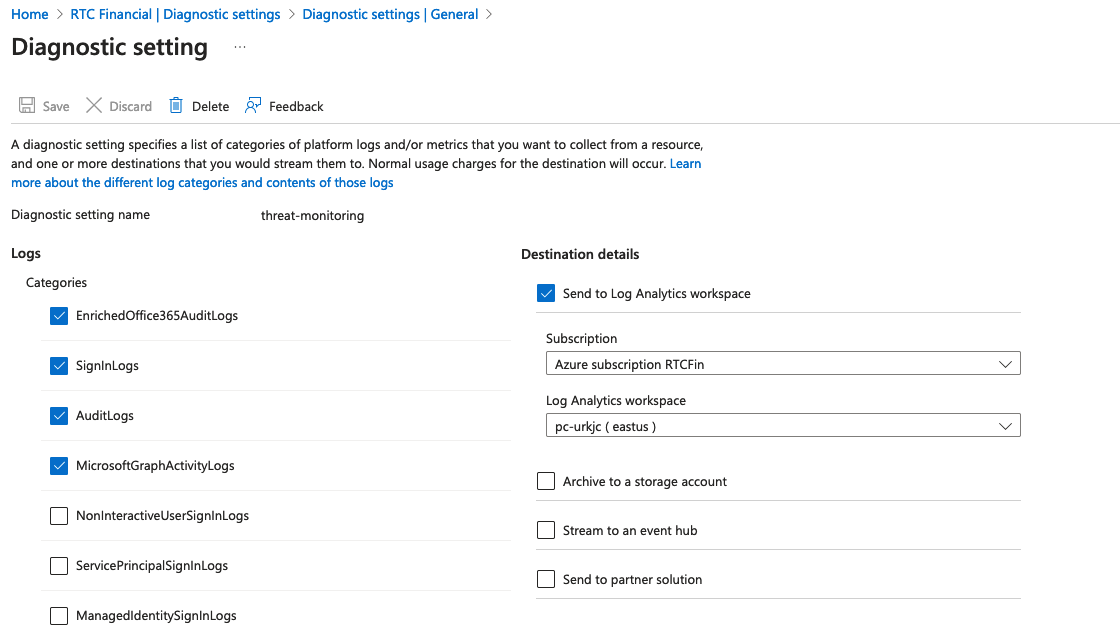 Home > RTC Financial | Diagnostic settings > Diagnostic settings | General >
Diagnostic setting ...
Save Discard Delete Feedback
A diagnostic setting specifies a list of categories of platform logs and/or metrics that you want to collect from a resource,
and one or more destinations that you would stream them to. Normal usage charges for the destination will occur. Learn
more about the different log categories and contents of those logs
Diagnostic setting name threat-monitoring
Logs
Categories
EnrichedOffice365AuditLogs
SignInLogs
AuditLogs
MicrosoftGraphActivityLogs
NonInteractiveUserSignInLogs
ServicePrincipalSignInLogs
ManagedIdentitySignInLogs
Destination details
Send to Log Analytics workspace
Subscription
Azure subscription RTCFin
Log Analytics workspace
pc-urkjc ( eastus )
Archive to a storage account
Stream to an event hub
Send to partner solution